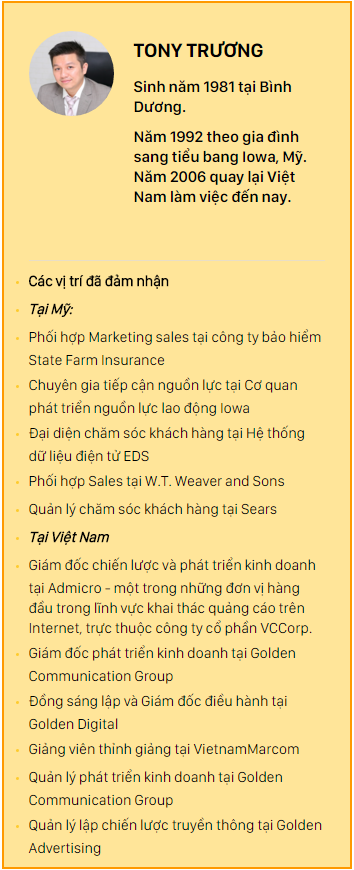 TONY TRƯƠNG
Sinh năm 1981 tại Bình
Dương.
Năm 1992 theo gia đình
sang tiểu bang Iowa, Mỹ.
Năm 2006 quay lại Việt
Nam làm việc đến nay.
Các vị trí đã đảm nhận
Tại Mỹ:
Phối hợp Marketing sales tại công ty bảo hiểm
State Farm Insurance
Chuyên gia tiếp cận nguồn lực tại Cơ quan
phát triển nguồn lực lao động Iowa
Đại diện chăm sóc khách hàng tại Hệ thống
dữ liệu điện tử EDS
Phối hợp Sales tại W.T. Weaver and Sons
Quản lý chăm sóc khách hàng tại Sears
Tại Việt Nam
Giám đốc chiến lược và phát triển kinh doanh
tại Admicro - một trong những đơn vị hàng
đầu trong lĩnh vực khai thác quảng cáo trên
Internet, trực thuộc công ty cổ phần VCCorp.
Giám đốc phát triển kinh doanh tại Golden
Communication Group
Đồng sáng lập và Giám đốc điều hành tại
Golden Digital
Giảng viên thỉnh giảng tại VietnamMarcom
Quản lý phát triển kinh doanh tại Golden
Communication Group
Quản lý lập chiến lược truyền thông tại Golden
Advertising